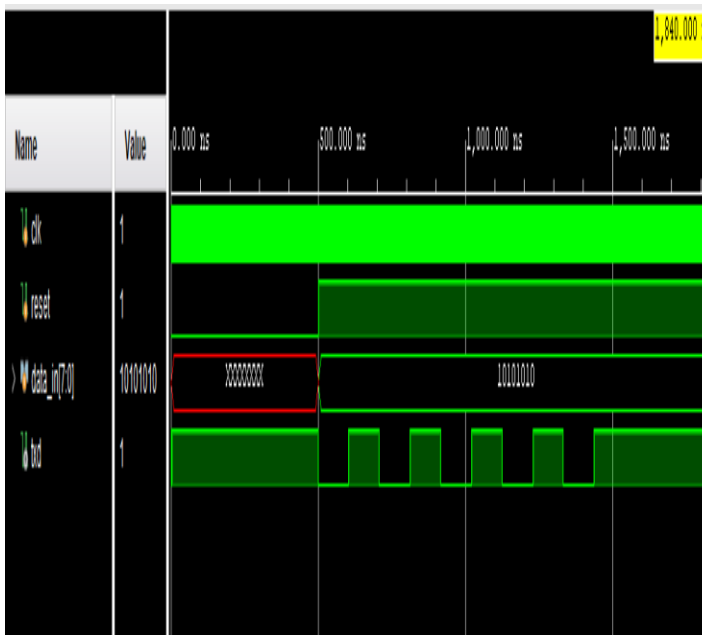 1,840.000
Name
Value
0.000 ns
500.000 ns
1,000.000 ns
1,500.000 ns
clk
1
reset
1
data_in[7:0]
10101010
XXXXXXXX
10101010
txd
1